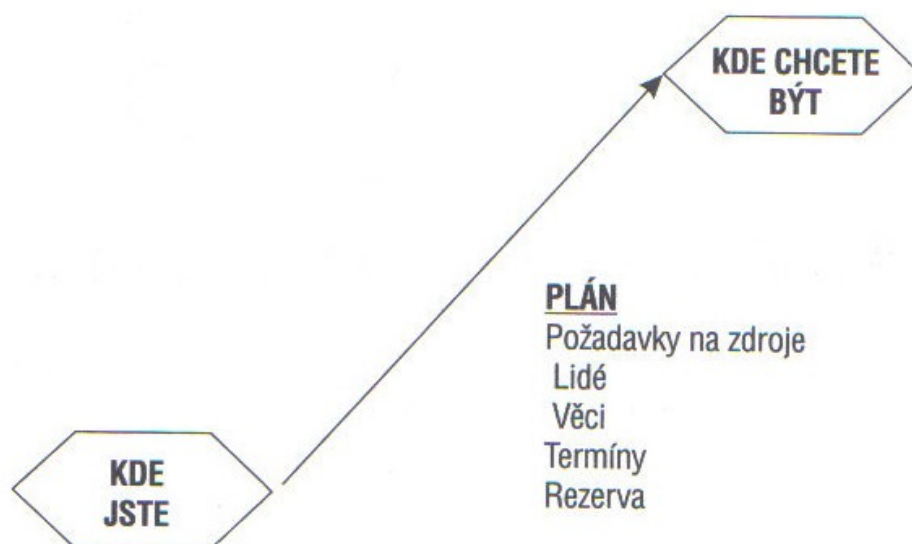 KDE CHCETE
BÝT
PLÁN
Požadavky na zdroje
Lidé
Věci
Termíny
Rezerva
KDE
JSTE